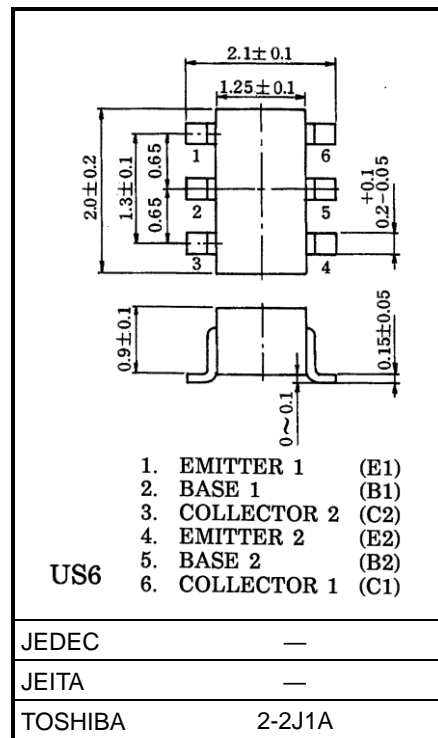 2.1±0.1
1.25±0.1
2.0±0.2
1.3±0.1
0.65
0.65
1
6
2
5
3
4
+0.1
0.2-0.05
0.9±0.1
0.15±0.05
0~0.1
1. EMITTER 1 (E1)
2. BASE 1 (B1)
3. COLLECTOR 2 (C2)
4. EMITTER 2 (E2)
5. BASE 2 (B2)
US6 6. COLLECTOR 1 (C1)
JEDEC —
JEITA —
TOSHIBA 2-2J1A